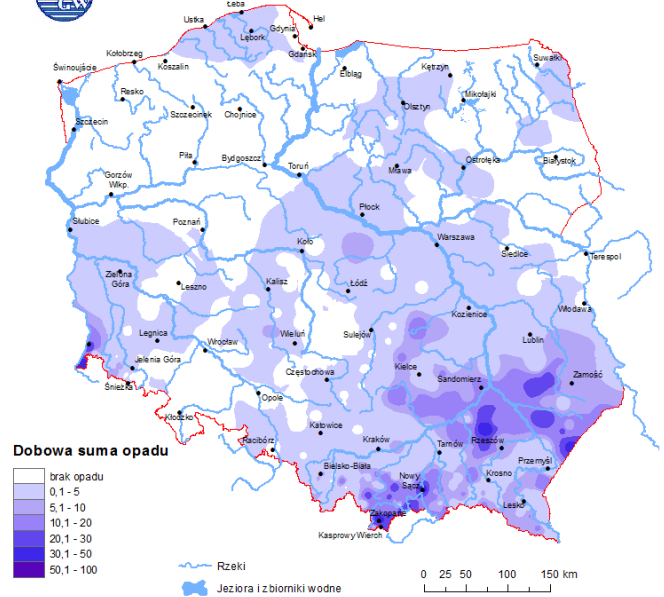 GW
Łeba
Ustka
Hel
Lębork
Gdynia
Gdańsk
Kołobrzeg
Koszalin
Świnoujście
Elbląg
Kętrzyn
Suwałki
Resko
Szczecinek
Chojnice
Olsztyn
Mikołajki
Szczecin
Piła
Bydgoszcz
Toruń
Mława
Ostrołęka
Białystok
Gorzów
Wlkp.
Płock
Słubice
Poznań
Koło
Warszawa
Siedlce
Terespol
Zielona
Góra
Leszno
Kalisz
Łódź
Kozienice
Włodawa
Legnica
Wrocław
Wieluń
Sulejów
Lublin
Jelenia Góra
Śnieżka
Częstochowa
Kielce
Sandomierz
Zamość
Opole
Kłodzko
Racibórz
Katowice
Kraków
Tarnów
Rzeszów
Przemyśl
Bielsko-Biała
Nowy
Sącz
Krosno
Lesko
Zakopane
Kasprowy Wierch
Dobowa suma opadu
brak opadu
0,1 - 5
5,1 - 10
10,1 - 20
20,1 - 30
30,1 - 50
50,1 - 100
Rzeki
Jeziora i zbiorniki wodne
0 25 50 100 150 km